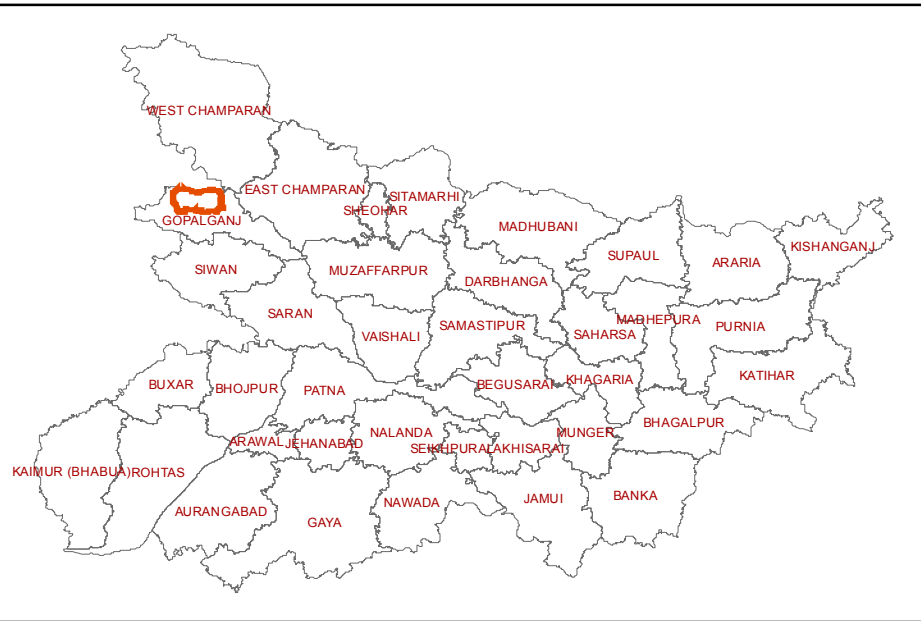 WEST CHAMPARAN
EAST CHAMPARAN
SITAMARHI
SHEOHAR
GOPALGANJ
MADHUBANI
KISHANGANJ
SUPAUL
ARARIA
SIWAN
MUZAFFARPUR
DARBHANGA
SARAN
MADHEPURA
SAMASTIPUR
PURNIA
VAISHALI
SAHARSA
KATIHAR
BUXAR
BHOJPUR
PATNA
BEGUSARAI
KHAGARIA
BHAGALPUR
ARAWAL
JEHANABAD
NALANDA
MUNGER
SEIKHPURA
LAKHISARAI
KAIMUR (BHABUA)
ROHTAS
AURANGABAD
GAYA
NAWADA
JAMUI
BANKA